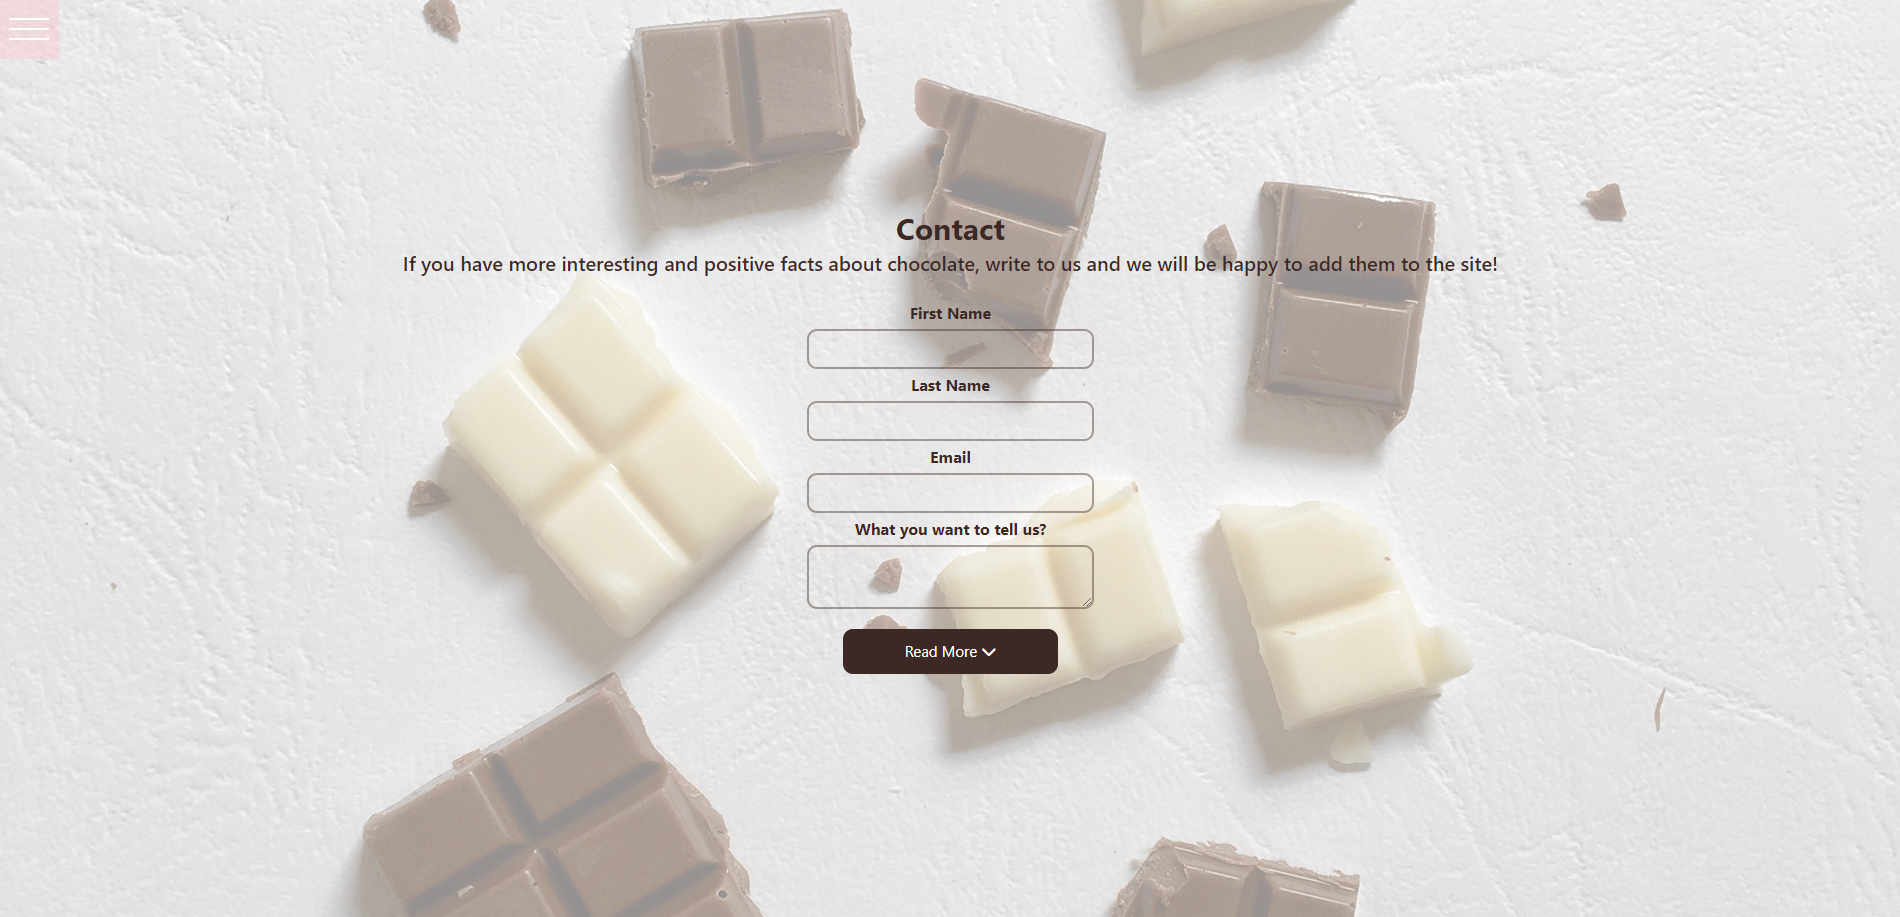 Contact
If you have more interesting and positive facts about chocolate, write to us and we will be happy to add them to the site!
First Name
Last Name
Email
What you want to tell us?
Read More